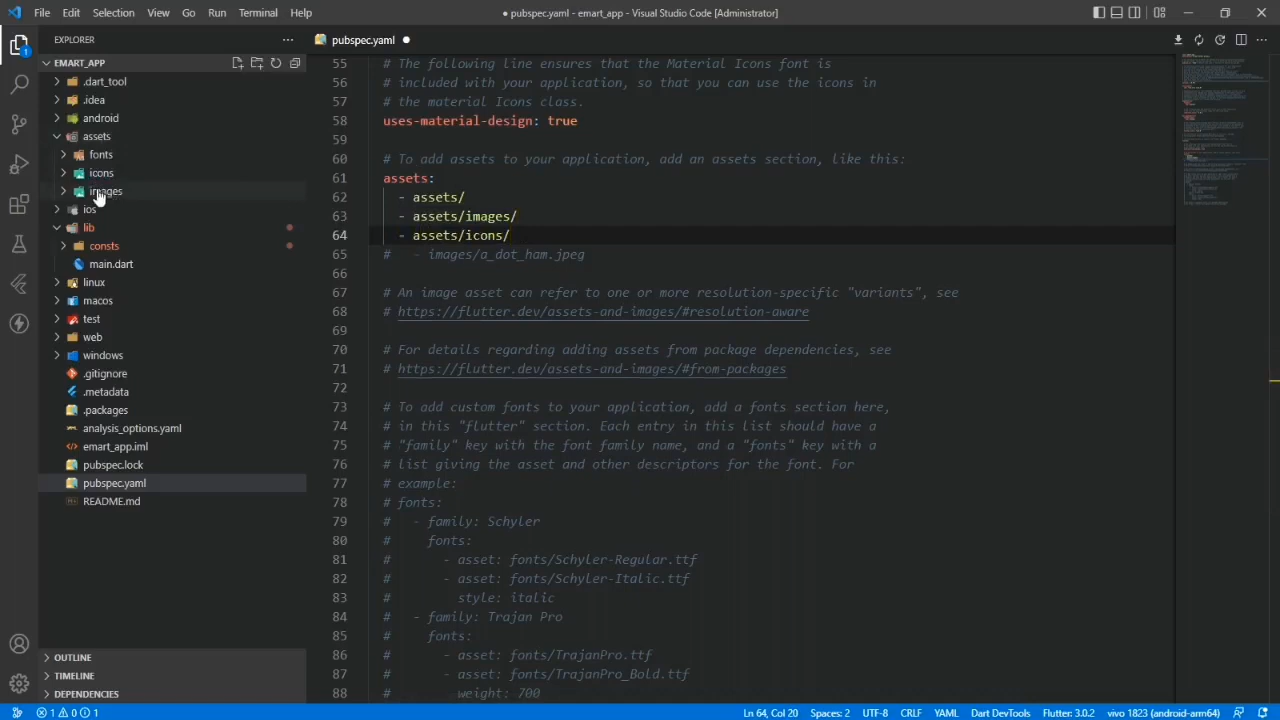 File Edit Selection View Go Run Terminal Help
● pubspec.yaml - emart_app - Visual Studio Code [Administrator]
EXPLORER
pubspec.yaml
EMART_APP
.dart_tool
.idea
android
assets
fonts
icons
images
ios
lib
consts
main.dart
linux
macos
test
web
windows
.gitignore
.metadata
.packages
analysis_options.yaml
emart_app.iml
pubspec.lock
pubspec.yaml
README.md
OUTLINE
TIMELINE
DEPENDENCIES
1
55 # The following line ensures that the Material Icons font is
56 # included with your application, so that you can use the icons in
57 # the material Icons class.
58 uses-material-design: true
59
60 # To add assets to your application, add an assets section, like this:
61 assets:
62 - assets/
63 - assets/images/
64 - assets/icons/
65 # - images/a_dot_ham.jpeg
66
67 # An image asset can refer to one or more resolution-specific "variants", see
68 # https://flutter.dev/assets-and-images/#resolution-aware
69
70 # For details regarding adding assets from package dependencies, see
71 # https://flutter.dev/assets-and-images/#from-packages
72
73 # To add custom fonts to your application, add a fonts section here,
74 # in this "flutter" section. Each entry in this list should have a
75 # "family" key with the font family name, and a "fonts" key with a
76 # list giving the asset and other descriptors for the font. For
77 # example:
78 # fonts:
79 # - family: Schyler
80 # fonts:
81 # - asset: fonts/Schyler-Regular.ttf
82 # - asset: fonts/Schyler-Italic.ttf
83 # style: italic
84 # - family: Trajan Pro
85 # fonts:
86 # - asset: fonts/TrajanPro.ttf
87 # - asset: fonts/TrajanPro_Bold.ttf
88 # weight: 700
1 0 1 Ln 64, Col 20 Spaces: 2 UTF-8 CRLF YAML Dart DevTools Flutter: 3.0.2 vivo 1823 (android-arm64)